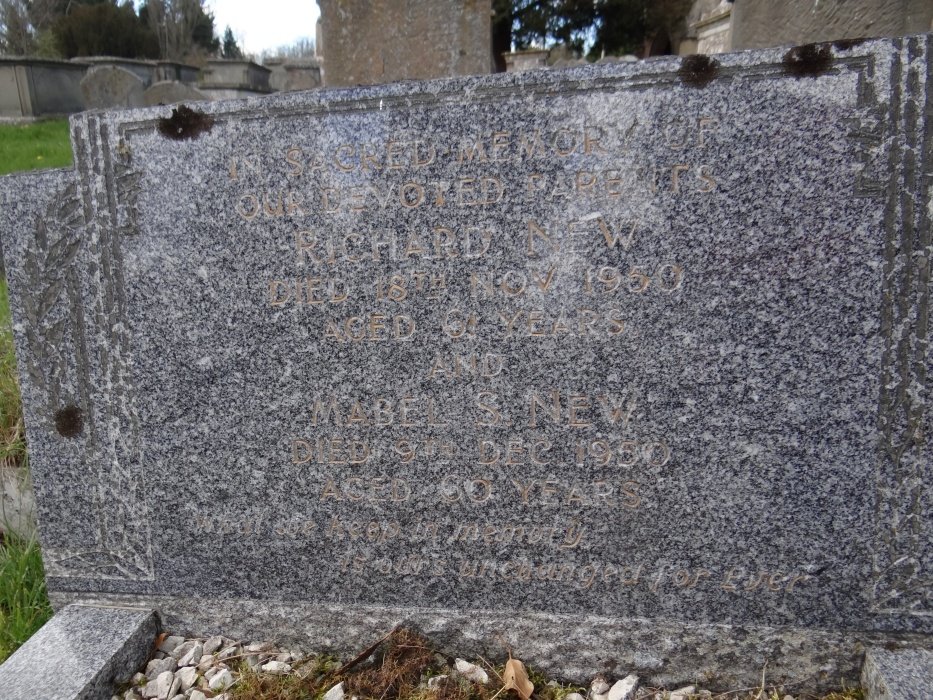 IN SACRED MEMORY OF
OUR DEVOTED PARENTS
RICHARD NEW
DIED 18TH NOV 1950
AGED 61 YEARS
AND
MABEL S. NEW
DIED 9TH DEC 1950
AGED 60 YEARS
What we keep in memory
Is ours unchanged for Ever